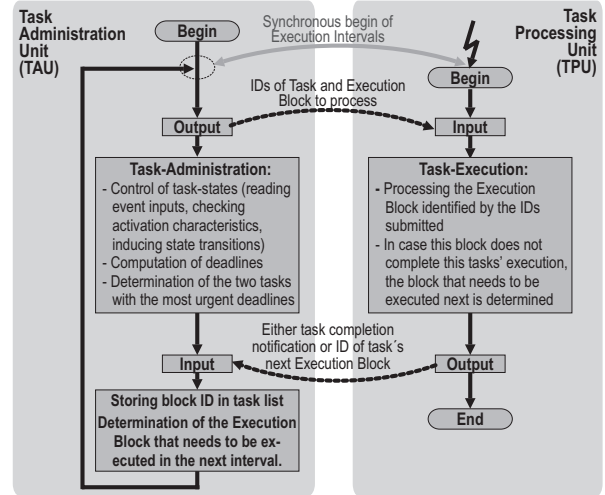 Task
Administration
Unit
(TAU)
Begin
Synchronous begin of
Execution Intervals
Task
Processing
Unit
(TPU)
Begin
IDs of Task and Execution
Block to process
Output
Input
Task-Administration:
- Control of task-states (reading
event inputs, checking
activation characteristics,
inducing state transitions)
- Computation of deadlines
- Determination of the two tasks
with the most urgent deadlines
Task-Execution:
- Processing the Execution
Block identified by the IDs
submitted
- In case this block does not
complete this tasks' execution,
the block that needs to be
executed next is determined
Either task completion
notification or ID of task´s
next Execution Block
Input
Output
Storing block ID in task list
Determination of the Execution
Block that needs to be ex-
ecuted in the next interval.
End